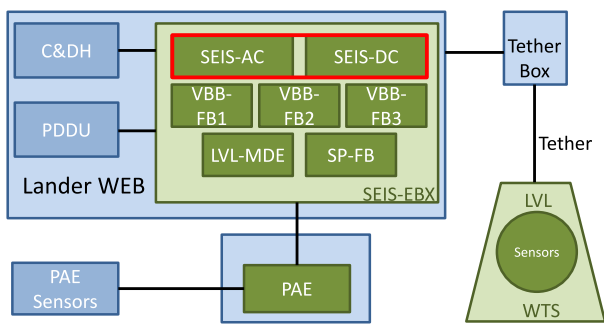 C&DH
SEIS-AC
SEIS-DC
Tether
Box
VBB-
FB1
VBB-
FB2
VBB-
FB3
PDDU
LVL-MDE
SP-FB
Tether
Lander WEB
SEIS-EBX
LVL
Sensors
WTS
PAE
Sensors
PAE